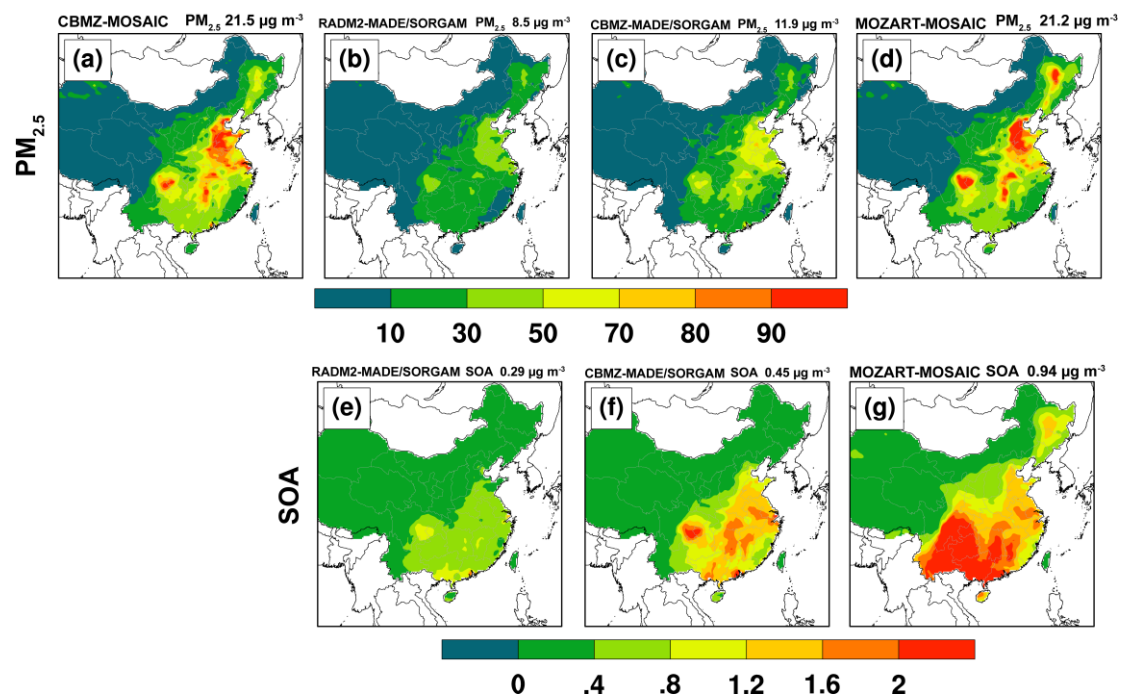 CBMZ-MOSAIC PM2.5 21.5 µg m-3
RADM2-MADE/SORGAM PM2.5 8.5 µg m-3
CBMZ-MADE/SORGAM PM2.5 11.9 µg m-3
MOZART-MOSAIC PM2.5 21.2 µg m-3
(a)
(b)
(c)
(d)
PM2.5
10 30 50 70 80 90
RADM2-MADE/SORGAM SOA 0.29 µg m-3
CBMZ-MADE/SORGAM SOA 0.45 µg m-3
MOZART-MOSAIC SOA 0.94 µg m-3
(e)
(f)
(g)
SOA
0 .4 .8 1.2 1.6 2